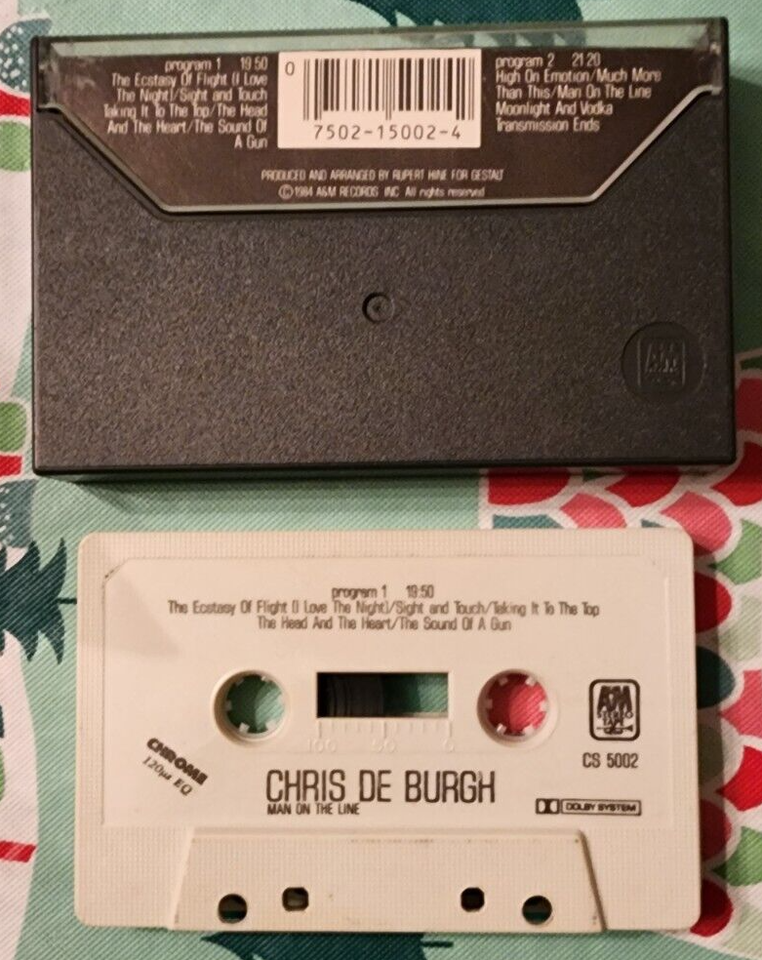 program 1 19:50
The Ecstasy Of Flight (I Love
The Night)/Sight and Touch
Taking It To The Top/The Head
And The Heart/The Sound Of
A Gun
0
7502-15002-4
program 2 21:20
High On Emotion/Much More
Than This/Man On The Line
Moonlight And Vodka
Transmission Ends
PRODUCED AND ARRANGED BY RUPERT HINE FOR GESTALT
©1984 A&M RECORDS INC All rights reserved
A&M
program 1 19:50
The Ecstasy Of Flight (I Love The Night)/Sight and Touch/Taking It To The Top
The Head And The Heart/The Sound Of A Gun
A&M
STEREO
TAPE
CS 5002
100 50 0
CHROME
120µs EQ
CHRIS DE BURGH
MAN ON THE LINE
DOLBY SYSTEM